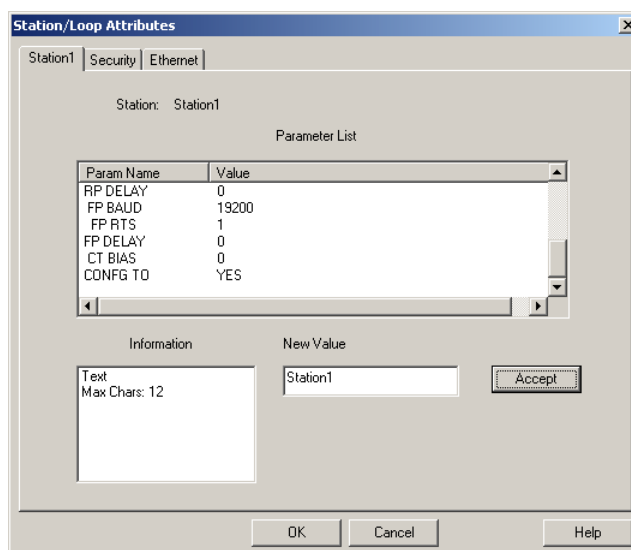 Station/Loop Attributes
Station1 Security Ethernet
Station: Station1
Parameter List
Param Name Value
RP DELAY 0
FP BAUD 19200
FP RTS 1
FP DELAY 0
CT BIAS 0
CONFG TO YES
Information New Value
Text Station1 Accept
Max Chars: 12
OK Cancel Help